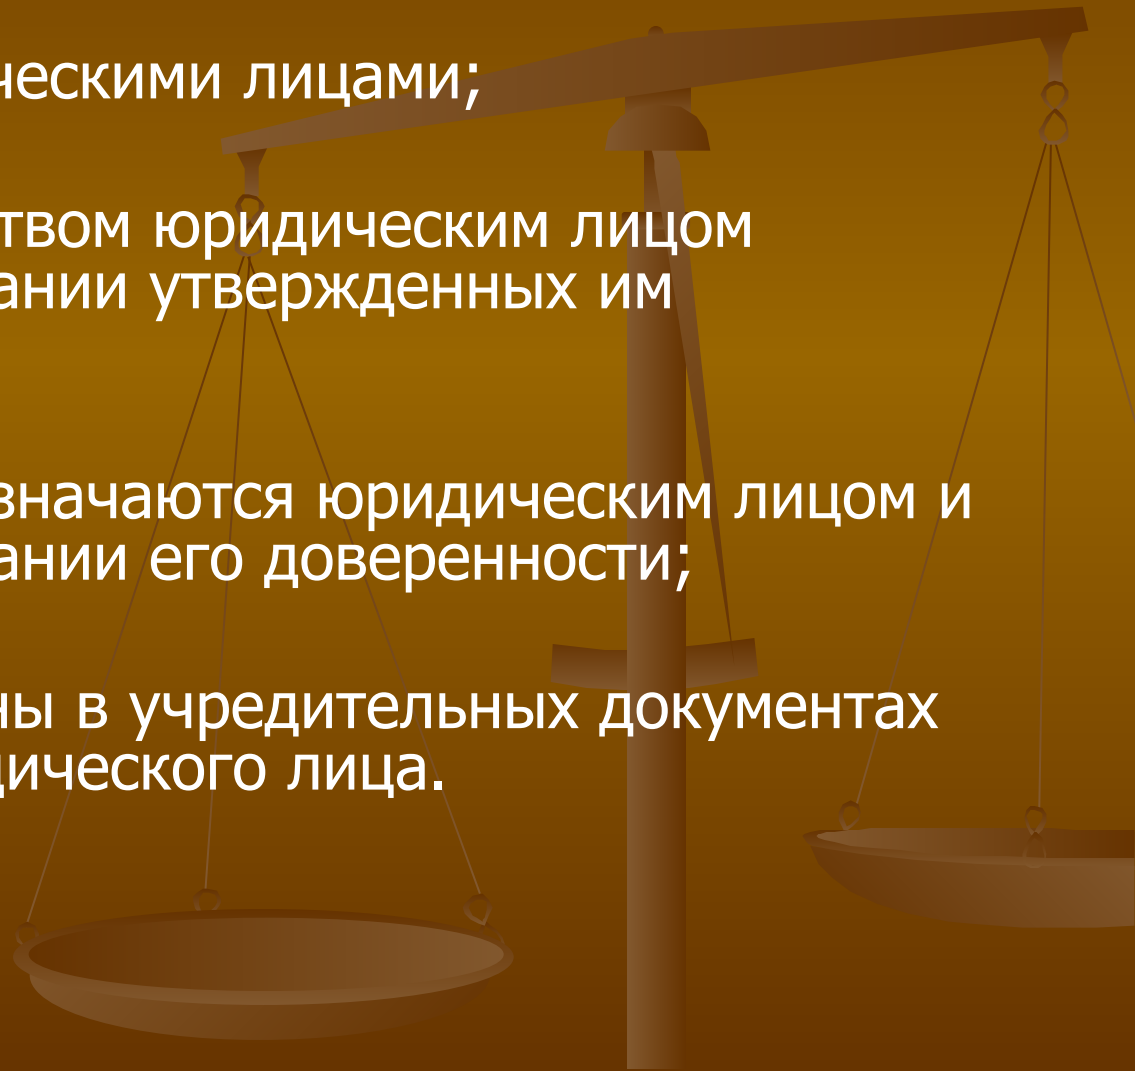 ческими лицами;
твом юридическим лицом
ании утвержденных им
значаются юридическим лицом и
ании его доверенности;
ны в учредительных документах
дического лица.